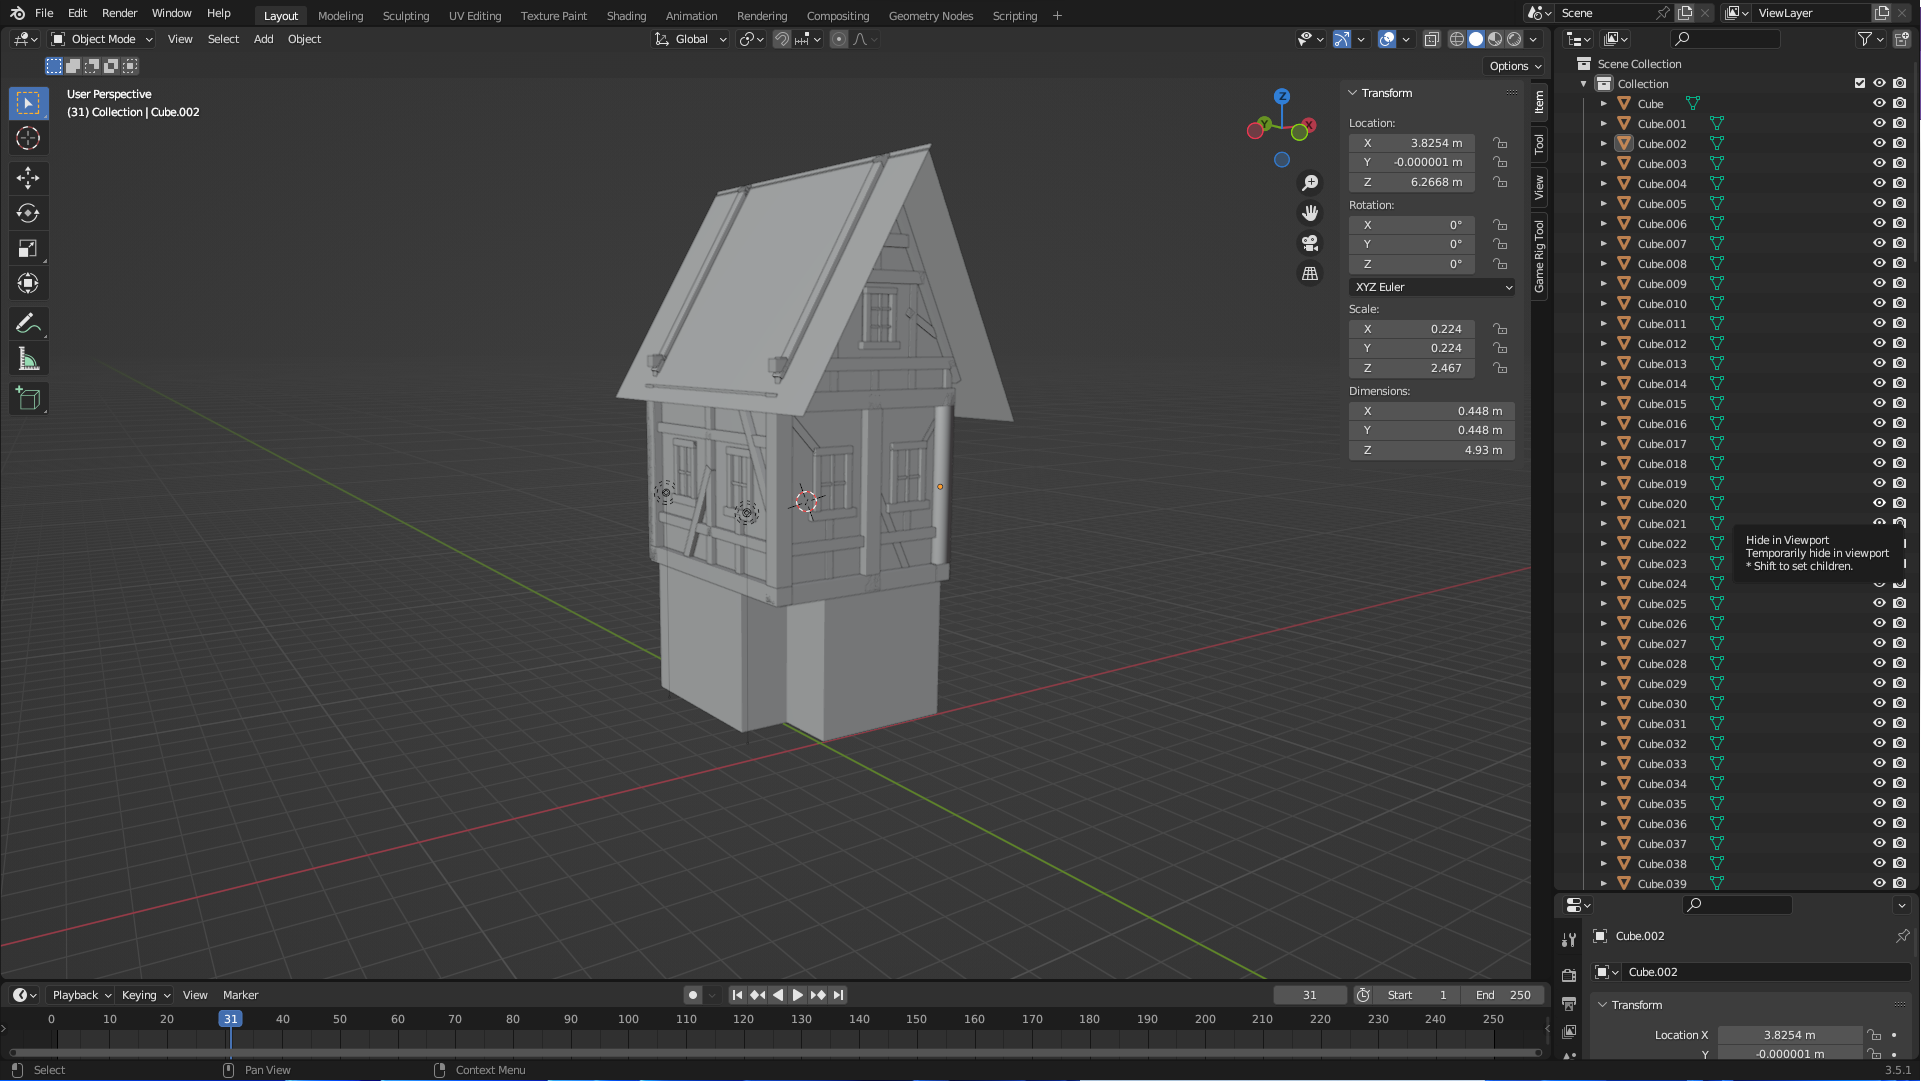 File Edit Render Window Help
Layout Modeling Sculpting UV Editing Texture Paint Shading Animation Rendering Compositing Geometry Nodes Scripting +
Scene
ViewLayer
Object Mode View Select Add Object
Global
Options
User Perspective
(31) Collection | Cube.002
Z
Y
X
Transform
Location:
X 3.8254 m
Y -0.000001 m
Z 6.2668 m
Rotation:
X 0°
Y 0°
Z 0°
XYZ Euler
Scale:
X 0.224
Y 0.224
Z 2.467
Dimensions:
X 0.448 m
Y 0.448 m
Z 4.93 m
Item
Tool
View
Game Rig Tool
Scene Collection
Collection
Cube
Cube.001
Cube.002
Cube.003
Cube.004
Cube.005
Cube.006
Cube.007
Cube.008
Cube.009
Cube.010
Cube.011
Cube.012
Cube.013
Cube.014
Cube.015
Cube.016
Cube.017
Cube.018
Cube.019
Cube.020
Cube.021
Cube.022
Cube.023
Cube.024
Cube.025
Cube.026
Cube.027
Cube.028
Cube.029
Cube.030
Cube.031
Cube.032
Cube.033
Cube.034
Cube.035
Cube.036
Cube.037
Cube.038
Cube.039
Hide in Viewport
Temporarily hide in viewport
* Shift to set children.
Cube.002
Cube.002
Transform
Location X 3.8254 m
Y -0.000001 m
Playback Keying View Marker
31
Start 1
End 250
0 10 20 31 40 50 60 70 80 90 100 110 120 130 140 150 160 170 180 190 200 210 220 230 240 250
Select
Pan View
Context Menu
3.5.1